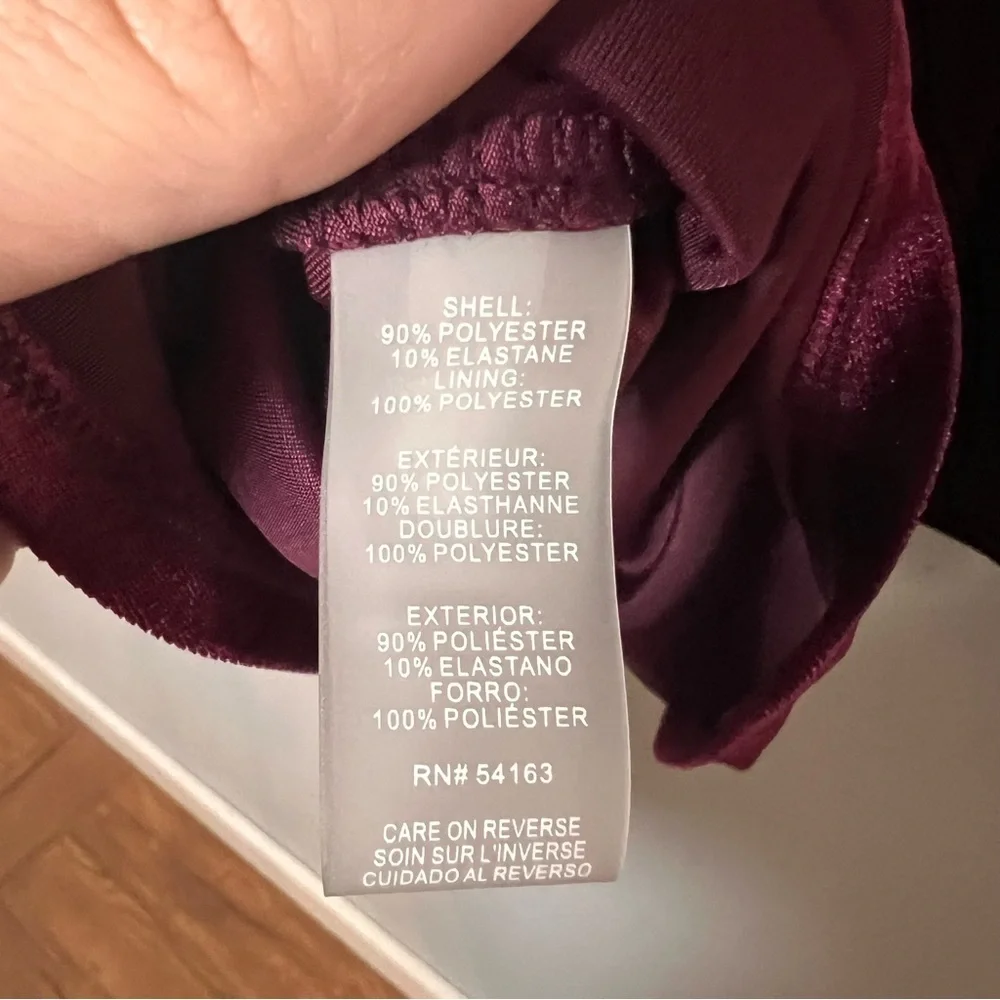 SHELL:
90% POLYESTER
10% ELASTANE
LINING:
100% POLYESTER
EXTÉRIEUR:
90% POLYESTER
10% ELASTHANNE
DOUBLURE:
100% POLYESTER
EXTERIOR:
90% POLIÉSTER
10% ELASTANO
FORRO:
100% POLIÉSTER
RN# 54163
CARE ON REVERSE
SOIN SUR L'INVERSE
CUIDADO AL REVERSO